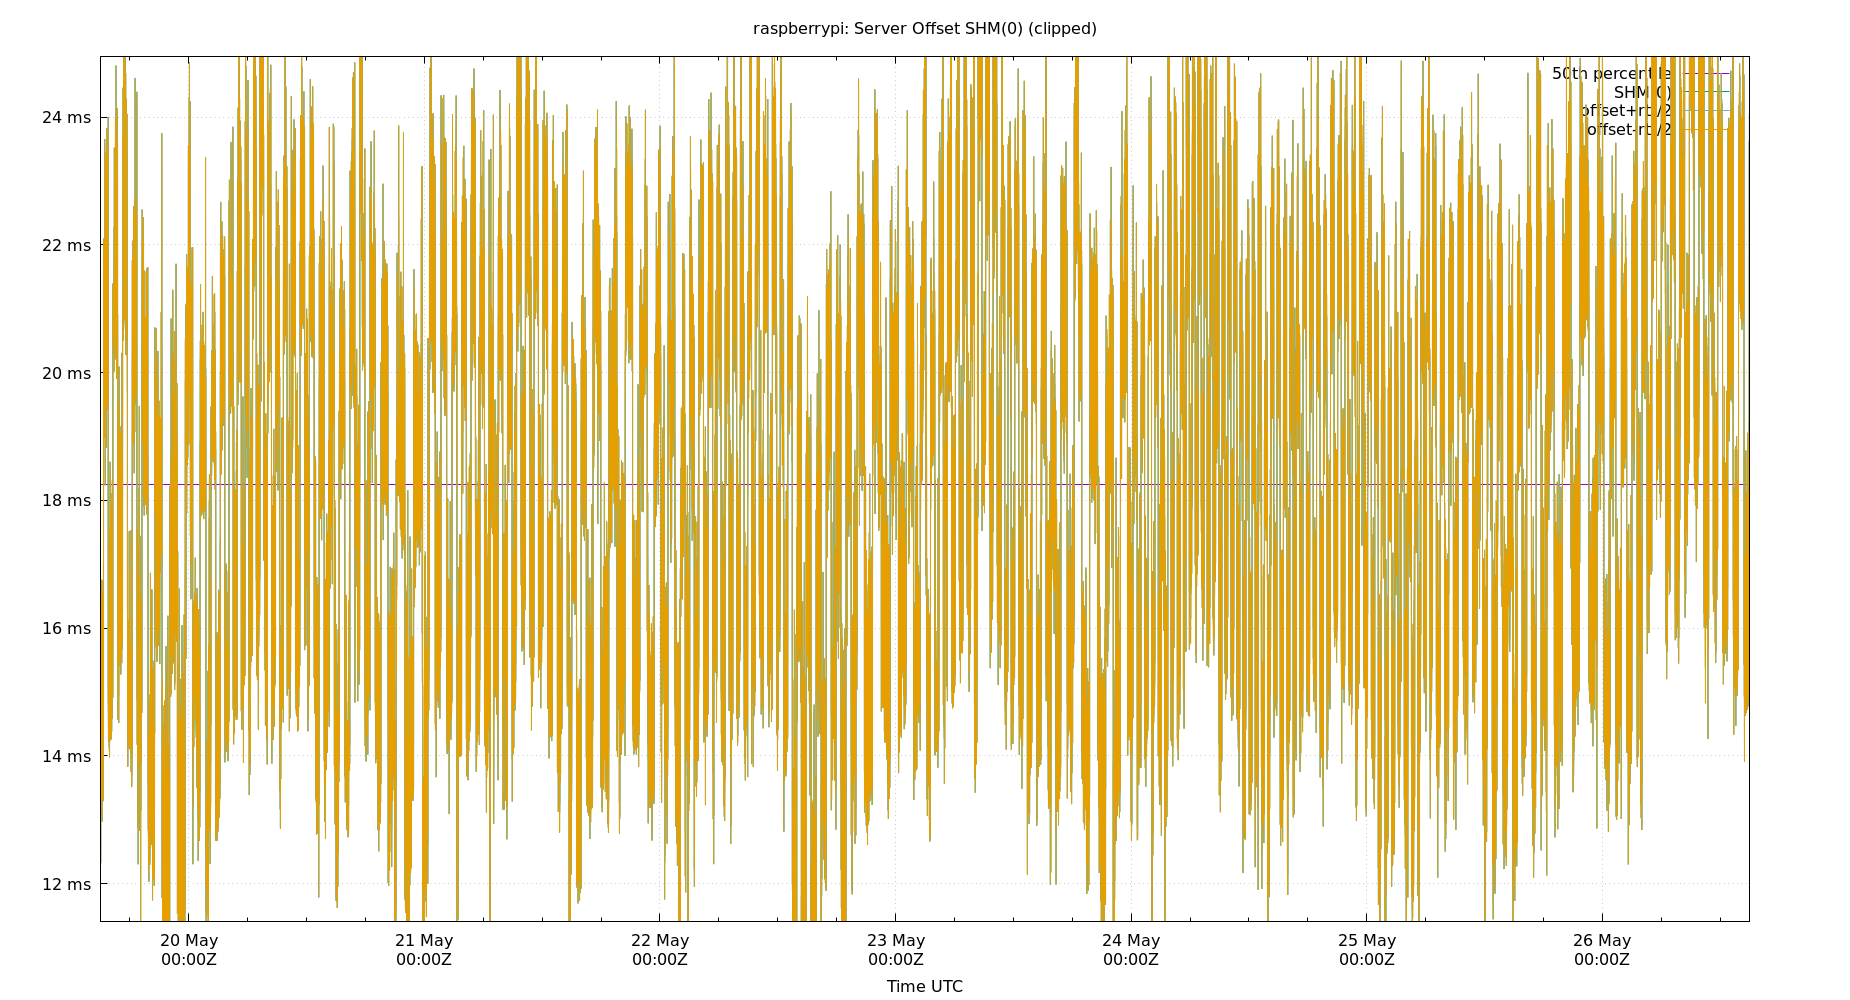 raspberrypi: Server Offset SHM(0) (clipped)
50th percentile
SHM(0)
offset+rtt/2
offset-rtt/2
24 ms
22 ms
20 ms
18 ms
16 ms
14 ms
12 ms
20 May 21 May 22 May 23 May 24 May 25 May 26 May
00:00Z 00:00Z 00:00Z 00:00Z 00:00Z 00:00Z 00:00Z
Time UTC